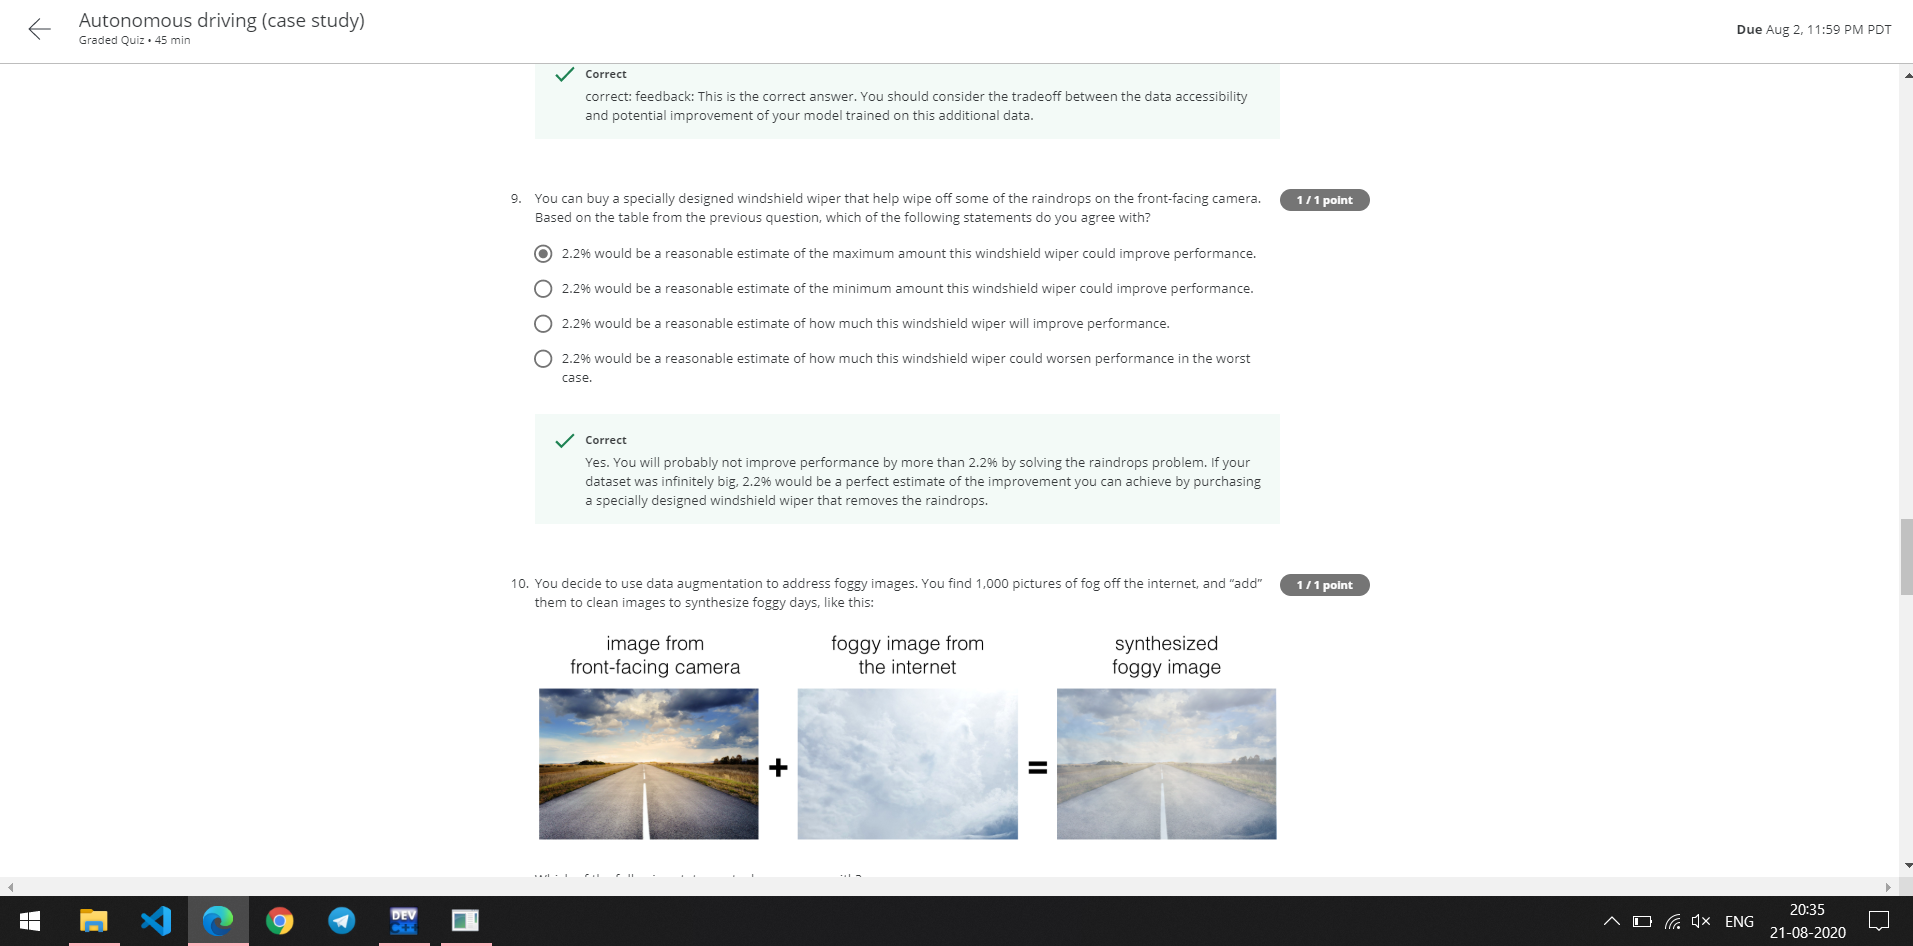 Autonomous driving (case study)
Graded Quiz • 45 min
Due Aug 2, 11:59 PM PDT
Correct
correct: feedback: This is the correct answer. You should consider the tradeoff between the data accessibility
and potential improvement of your model trained on this additional data.
9. You can buy a specially designed windshield wiper that help wipe off some of the raindrops on the front-facing camera.
Based on the table from the previous question, which of the following statements do you agree with?
1 / 1 point
2.2% would be a reasonable estimate of the maximum amount this windshield wiper could improve performance.
2.2% would be a reasonable estimate of the minimum amount this windshield wiper could improve performance.
2.2% would be a reasonable estimate of how much this windshield wiper will improve performance.
2.2% would be a reasonable estimate of how much this windshield wiper could worsen performance in the worst
case.
Correct
Yes. You will probably not improve performance by more than 2.2% by solving the raindrops problem. If your
dataset was infinitely big, 2.2% would be a perfect estimate of the improvement you can achieve by purchasing
a specially designed windshield wiper that removes the raindrops.
10. You decide to use data augmentation to address foggy images. You find 1,000 pictures of fog off the internet, and “add”
them to clean images to synthesize foggy days, like this:
1 / 1 point
image from
front-facing camera
foggy image from
the internet
synthesized
foggy image
+
=
DEV
C++
ENG
20:35
21-08-2020